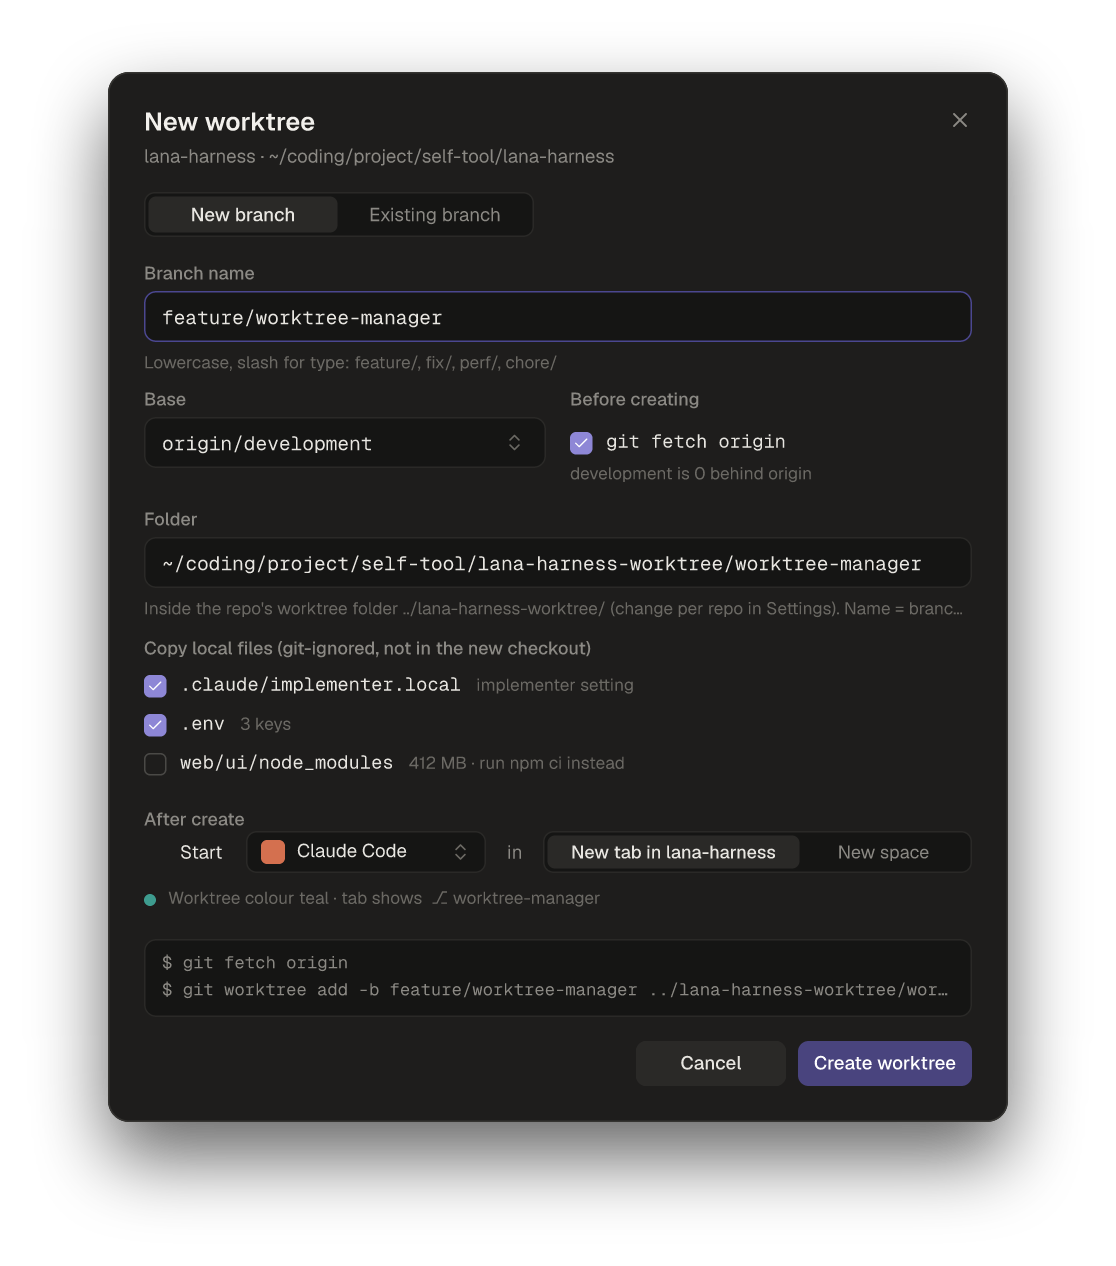 New worktree
lana-harness · ~/coding/project/self-tool/lana-harness
New branch Existing branch
Branch name
feature/worktree-manager
Lowercase, slash for type: feature/, fix/, perf/, chore/
Base Before creating
origin/development git fetch origin
development is 0 behind origin
Folder
~/coding/project/self-tool/lana-harness-worktree/worktree-manager
Inside the repo's worktree folder ../lana-harness-worktree/ (change per repo in Settings). Name = branc…
Copy local files (git-ignored, not in the new checkout)
.claude/implementer.local implementer setting
.env 3 keys
web/ui/node_modules 412 MB · run npm ci instead
After create
Start Claude Code in New tab in lana-harness New space
Worktree colour teal · tab shows ⌥ worktree-manager
$ git fetch origin
$ git worktree add -b feature/worktree-manager ../lana-harness-worktree/wor…
Cancel Create worktree